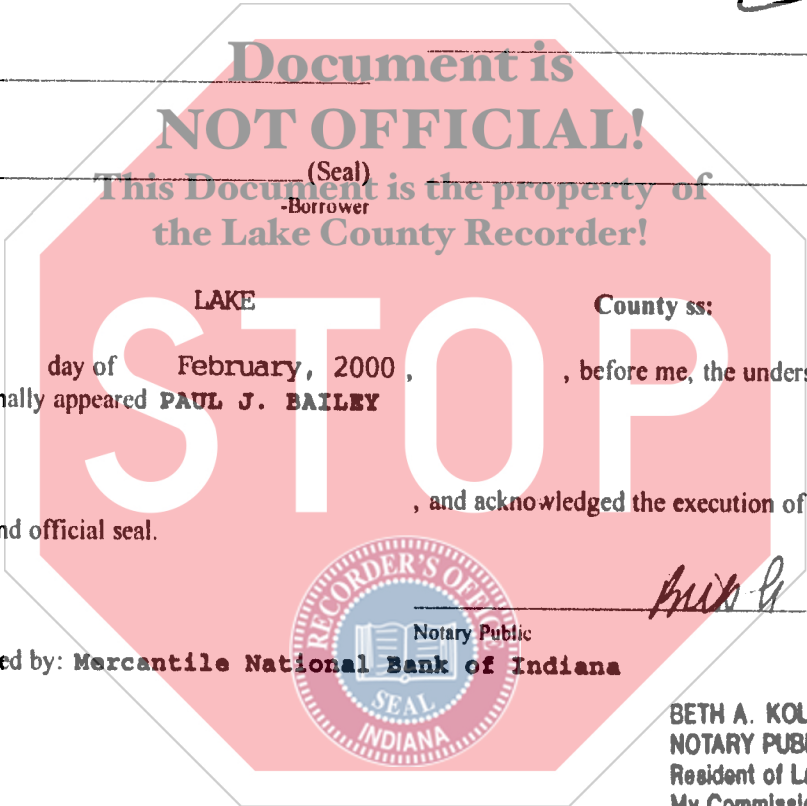 Document is
NOT OFFICIAL!
(Seal)
This Document is the property of
-Borrower
the Lake County Recorder!
LAKE County ss:
STOP
day of February, 2000 , , before me, the unders
nally appeared PAUL J. BAILEY
, and acknowledged the execution of
nd official seal.
RECORDER'S OFFICE
Notary Public
ed by: Mercantile National Bank of Indiana
SEAL
INDIANA
BETH A. KOL
NOTARY PUBL
Resident of La
My Commissio